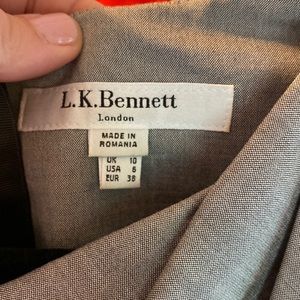 L.K.Bennett
London
MADE IN
ROMANIA
UK 10
USA 6
EUR 38